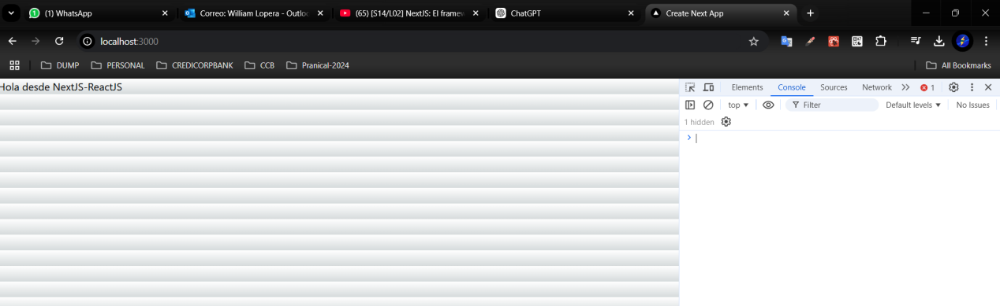 (1) WhatsApp
Correo: William Lopera - Outloo
(65) [S14/L02] NextJS: El framew
ChatGPT
Create Next App
localhost:3000
DUMP
PERSONAL
CREDICORPBANK
CCB
Pranical-2024
All Bookmarks
Hola desde NextJS-ReactJS
Elements
Console
Sources
Network
1
top
Filter
Default levels
No Issues
1 hidden